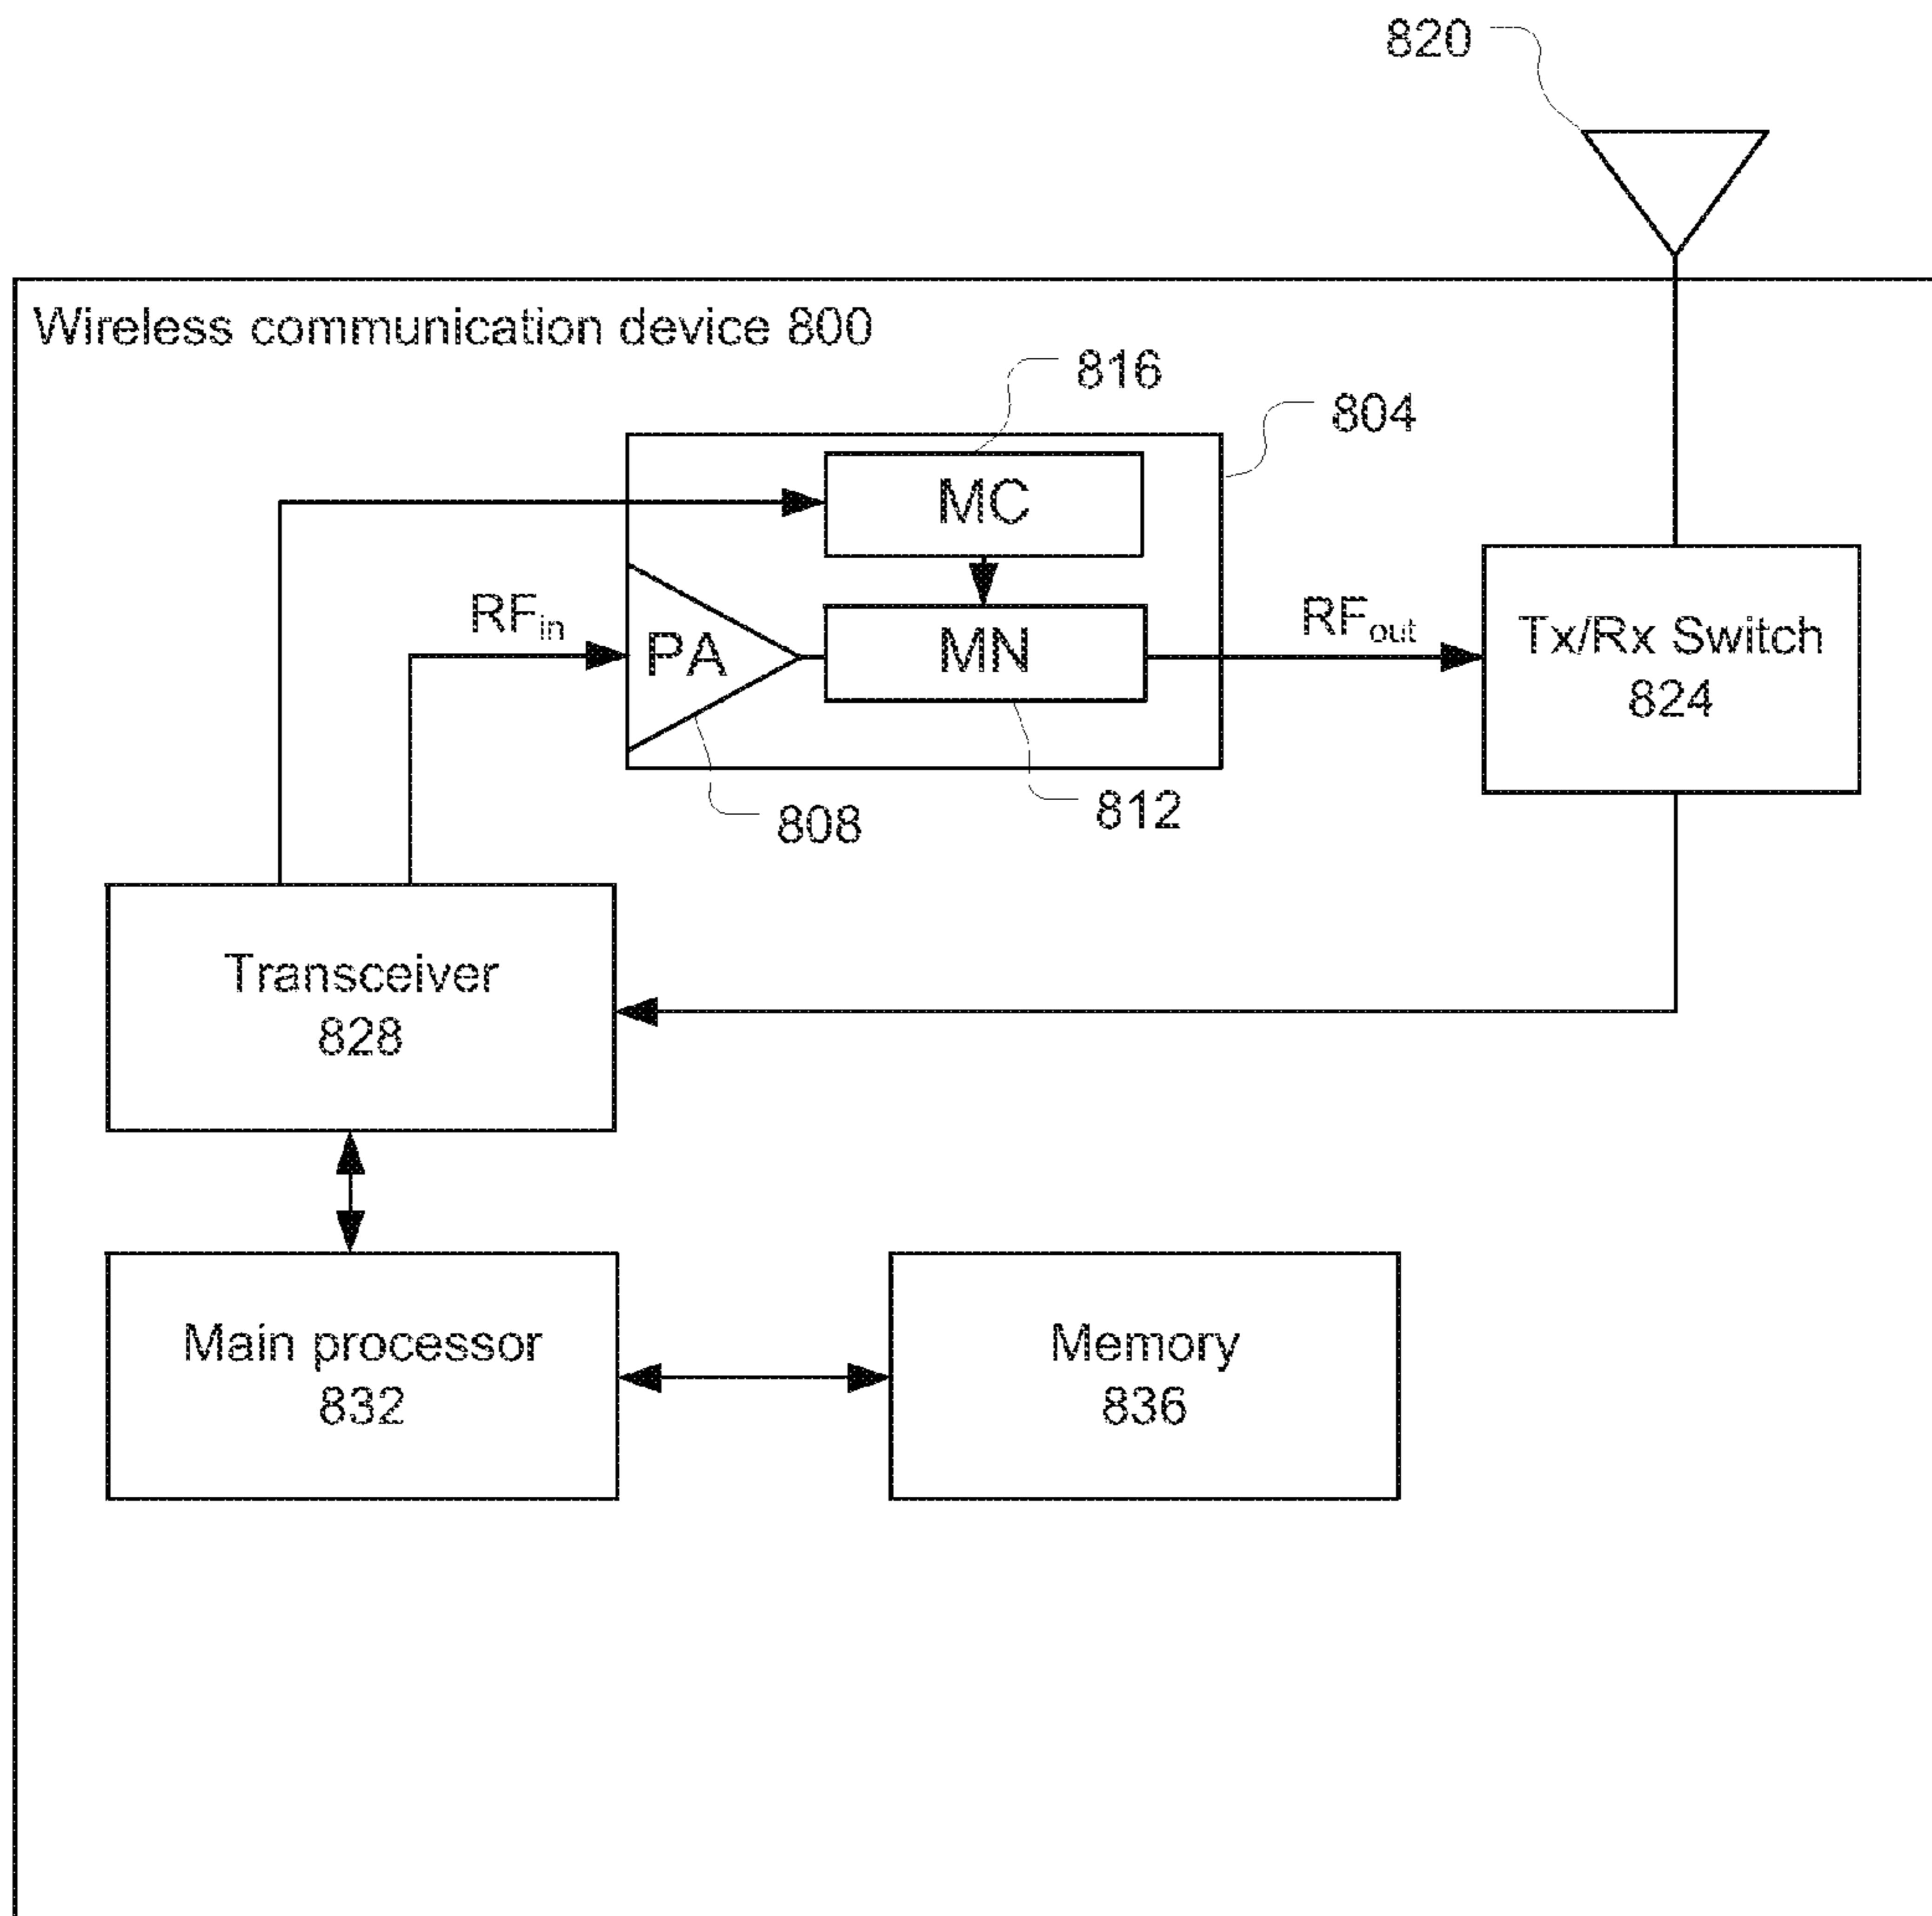 820
Wireless communication device 800
816
804
MC
RFin
PA
MN
RFout
Tx/Rx Switch
824
808
812
Transceiver
828
Main processor
832
Memory
836